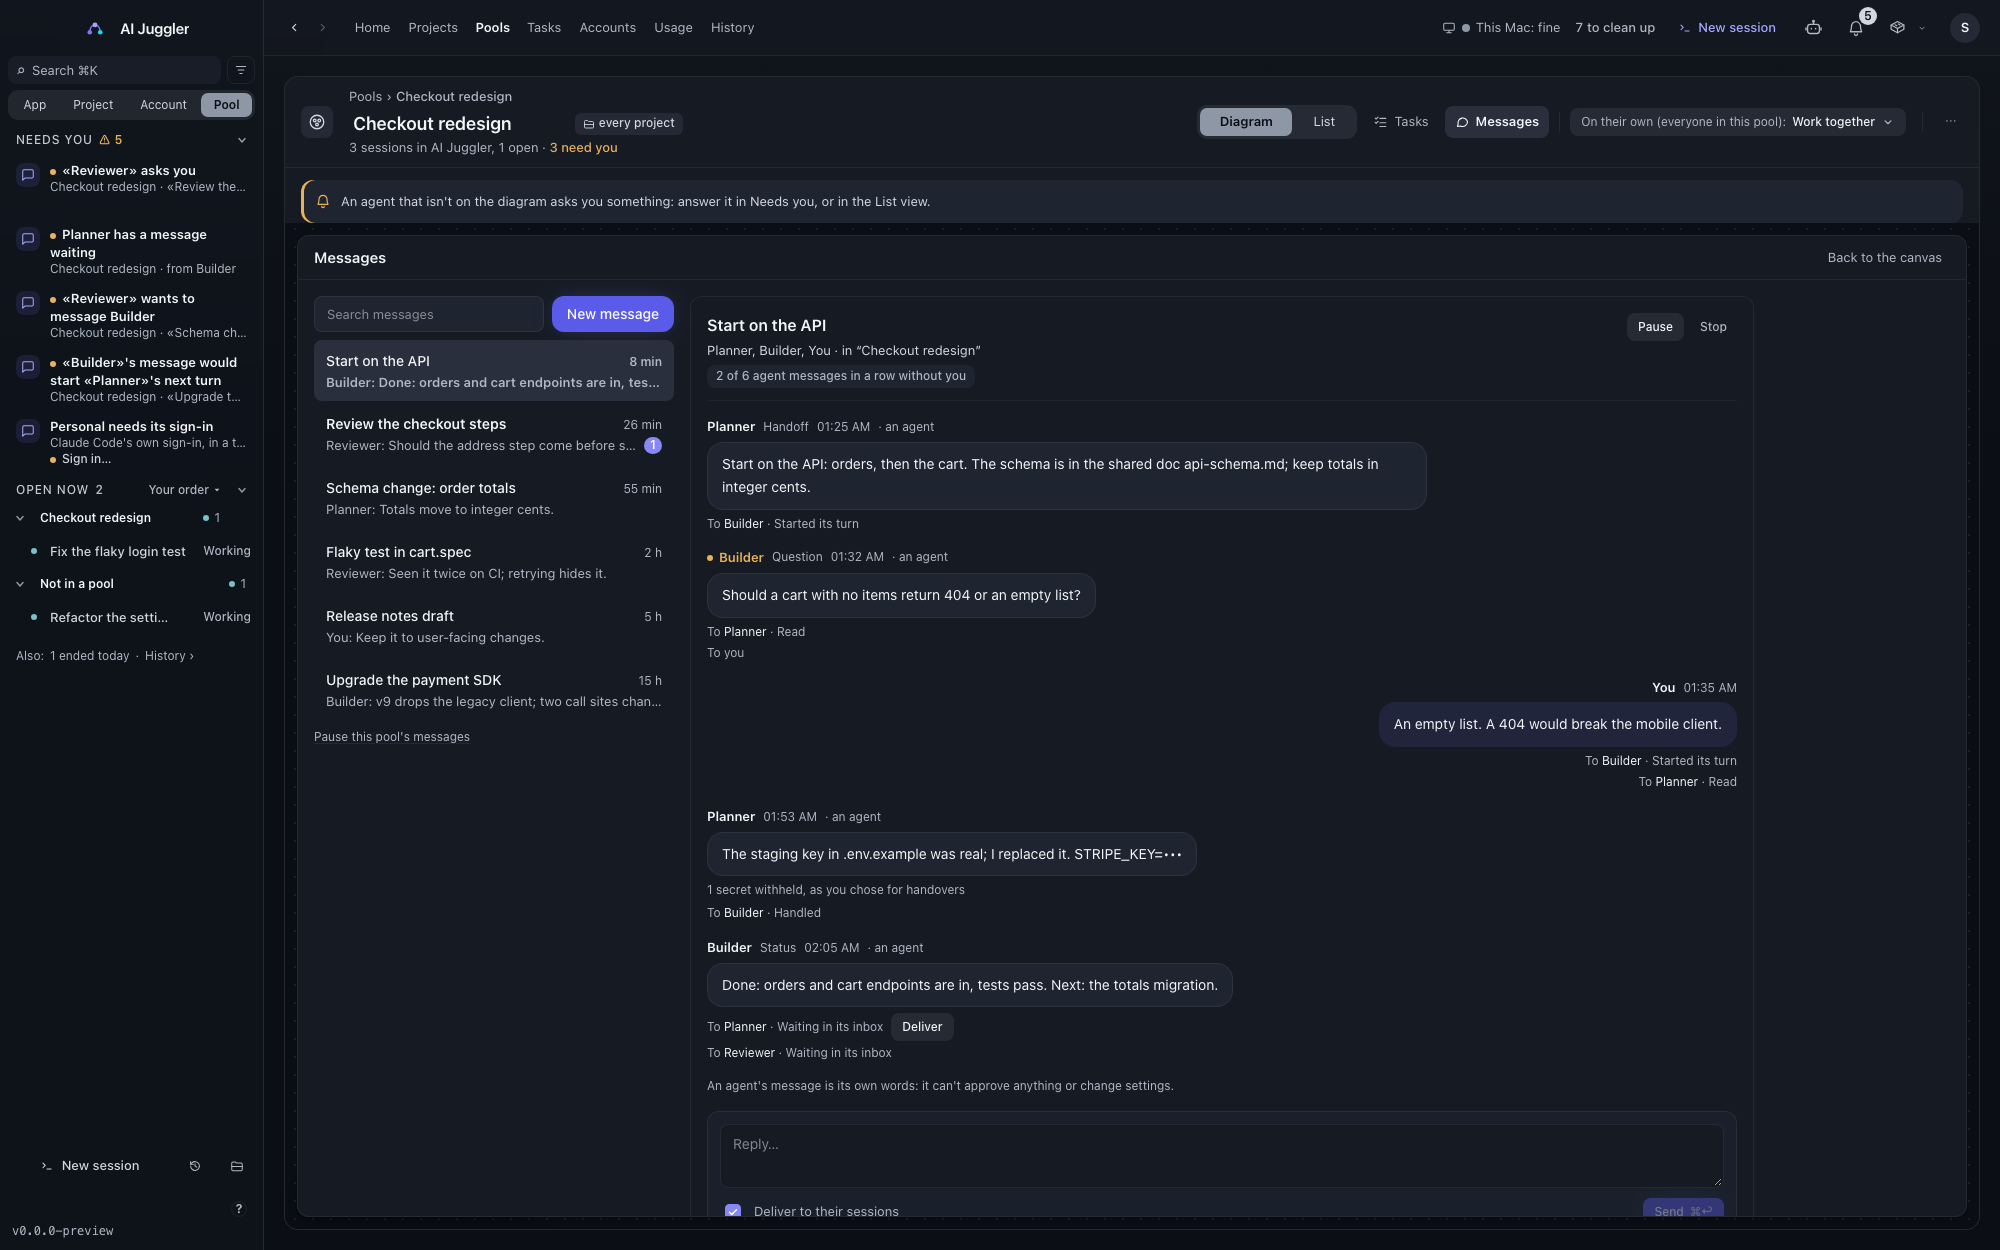 AI Juggler
Search ⌘K
App Project Account Pool
NEEDS YOU 5
«Reviewer» asks you
Checkout redesign · «Review the...
Planner has a message
waiting
Checkout redesign · from Builder
«Reviewer» wants to
message Builder
Checkout redesign · «Schema ch...
«Builder»'s message would
start «Planner»'s next turn
Checkout redesign · «Upgrade t...
Personal needs its sign-in
Claude Code's own sign-in, in a t...
Sign in...
OPEN NOW 2 Your order
Checkout redesign 1
Fix the flaky login test Working
Not in a pool 1
Refactor the setti... Working
Also: 1 ended today · History ›
New session
?
v0.0.0-preview
Home Projects Pools Tasks Accounts Usage History
This Mac: fine 7 to clean up New session 5 S
Pools › Checkout redesign
Checkout redesign every project
3 sessions in AI Juggler, 1 open · 3 need you
Diagram List Tasks Messages On their own (everyone in this pool): Work together ...
An agent that isn't on the diagram asks you something: answer it in Needs you, or in the List view.
Messages Back to the canvas
Search messages New message
Start on the API 8 min
Builder: Done: orders and cart endpoints are in, tes...
Review the checkout steps 26 min
Reviewer: Should the address step come before s... 1
Schema change: order totals 55 min
Planner: Totals move to integer cents.
Flaky test in cart.spec 2 h
Reviewer: Seen it twice on CI; retrying hides it.
Release notes draft 5 h
You: Keep it to user-facing changes.
Upgrade the payment SDK 15 h
Builder: v9 drops the legacy client; two call sites chan...
Pause this pool's messages
Start on the API Pause Stop
Planner, Builder, You · in “Checkout redesign”
2 of 6 agent messages in a row without you
Planner Handoff 01:25 AM · an agent
Start on the API: orders, then the cart. The schema is in the shared doc api-schema.md; keep totals in
integer cents.
To Builder · Started its turn
Builder Question 01:32 AM · an agent
Should a cart with no items return 404 or an empty list?
To Planner · Read
To you
You 01:35 AM
An empty list. A 404 would break the mobile client.
To Builder · Started its turn
To Planner · Read
Planner 01:53 AM · an agent
The staging key in .env.example was real; I replaced it. STRIPE_KEY=•••
1 secret withheld, as you chose for handovers
To Builder · Handled
Builder Status 02:05 AM · an agent
Done: orders and cart endpoints are in, tests pass. Next: the totals migration.
To Planner · Waiting in its inbox Deliver
To Reviewer · Waiting in its inbox
An agent's message is its own words: it can't approve anything or change settings.
Reply...
Deliver to their sessions Send ⌘↵